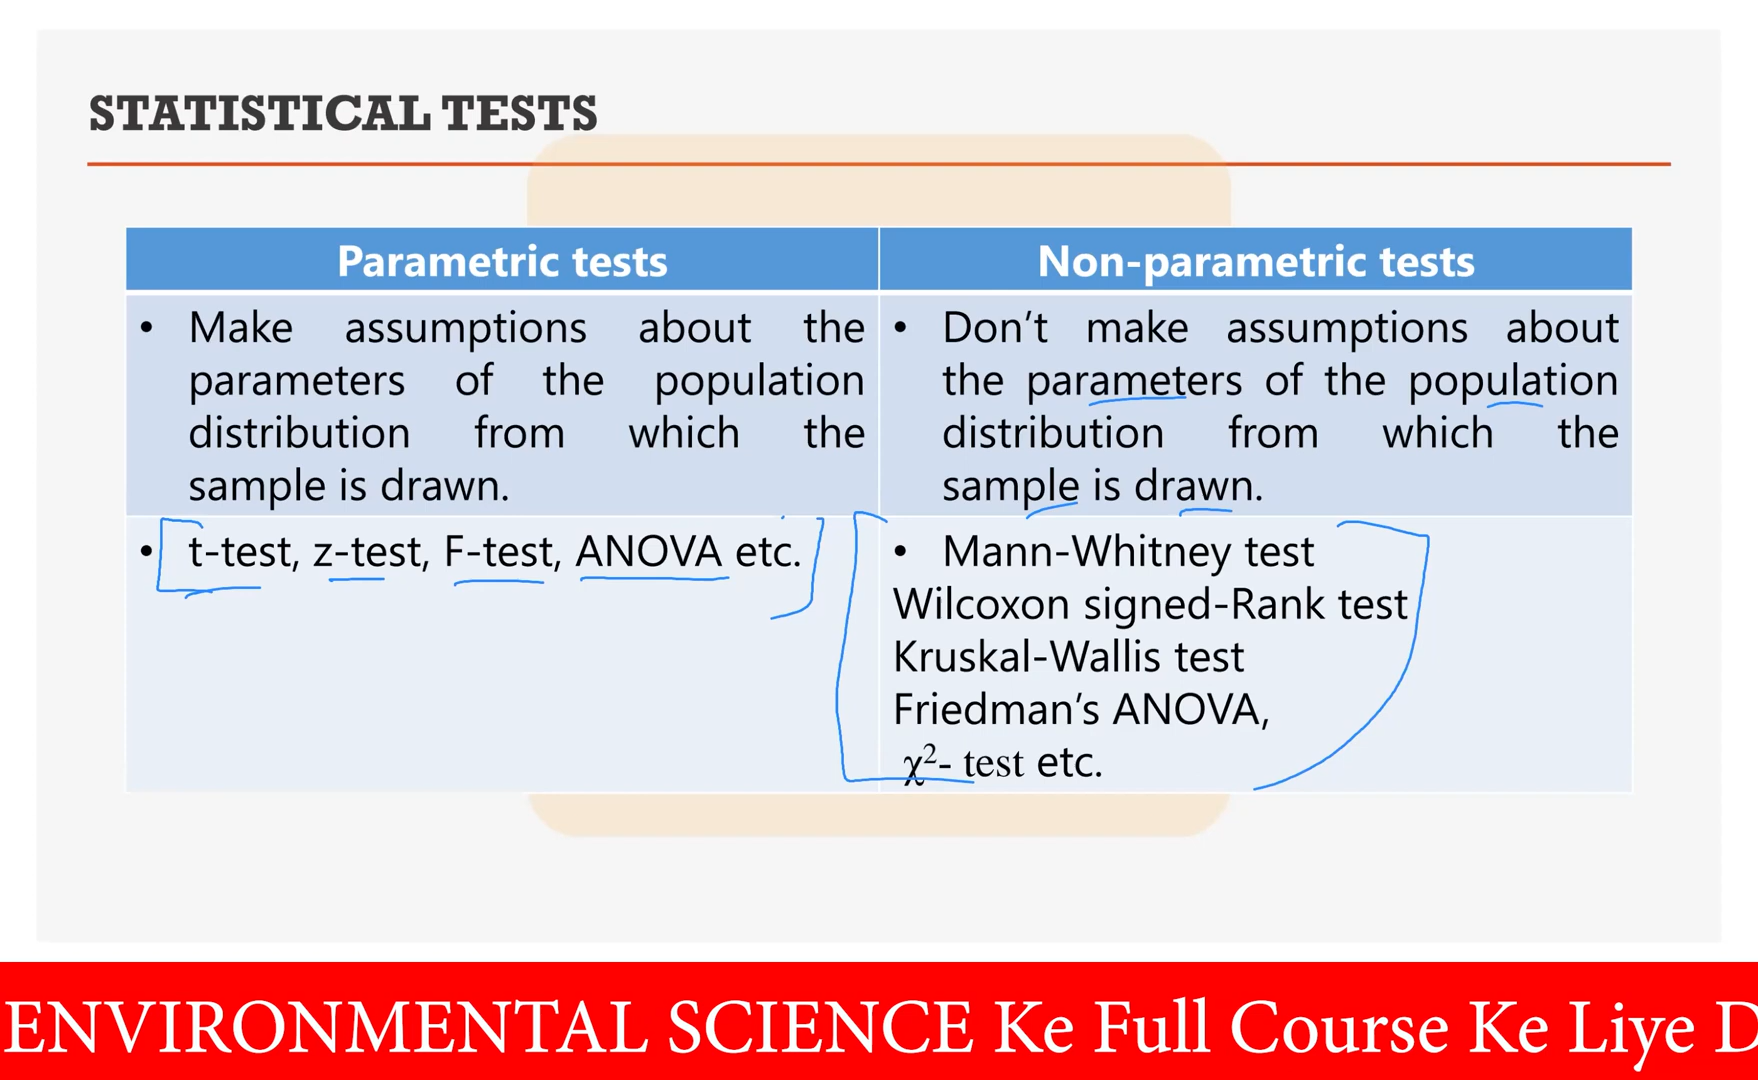 STATISTICAL TESTS
Parametric tests
Non-parametric tests
• Make assumptions about the
parameters of the population
distribution from which the
sample is drawn.
• Don’t make assumptions about
the parameters of the population
distribution from which the
sample is drawn.
• t-test, z-test, F-test, ANOVA etc.
• Mann-Whitney test
Wilcoxon signed-Rank test
Kruskal-Wallis test
Friedman’s ANOVA,
χ²- test etc.
ENVIRONMENTAL SCIENCE Ke Full Course Ke Liye D